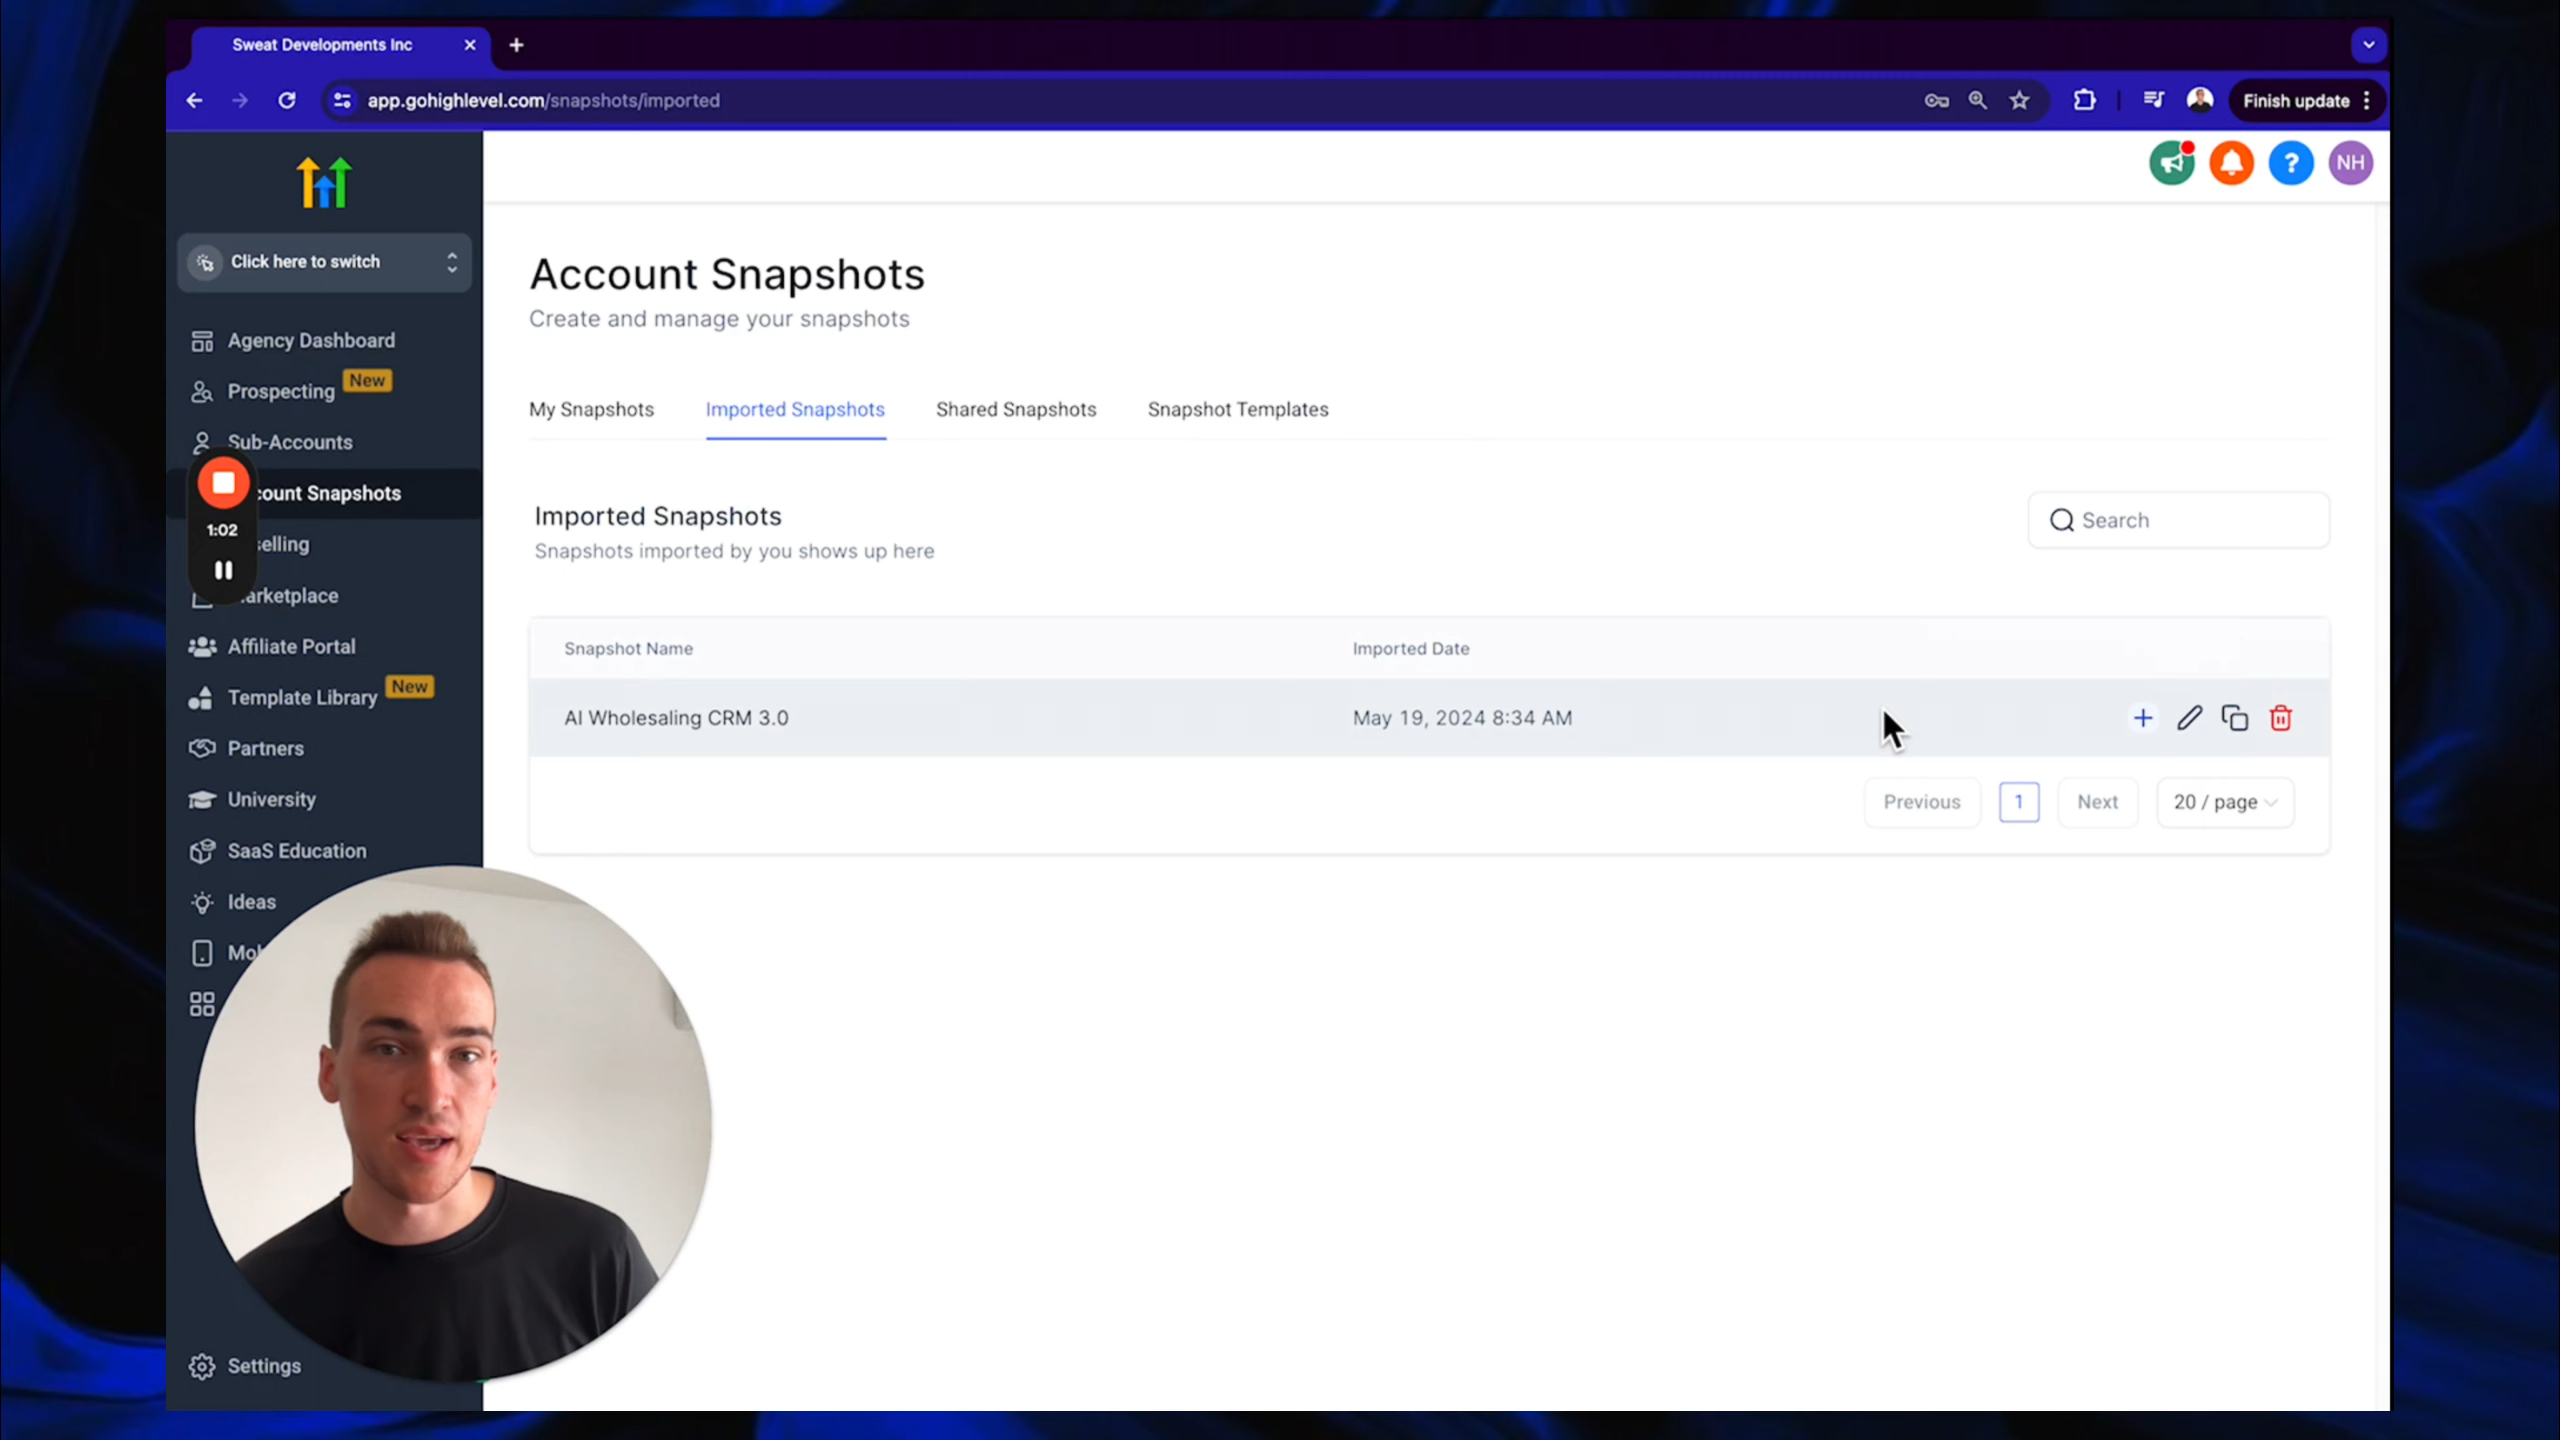 Sweat Developments Inc
app.gohighlevel.com/snapshots/imported
Finish update
NH
Click here to switch
Agency Dashboard
Prospecting New
Sub-Accounts
count Snapshots
1:02
selling
arketplace
Affiliate Portal
Template Library New
Partners
University
SaaS Education
Ideas
Mob
Settings
Account Snapshots
Create and manage your snapshots
My Snapshots Imported Snapshots Shared Snapshots Snapshot Templates
Imported Snapshots
Snapshots imported by you shows up here
Search
Snapshot Name Imported Date
AI Wholesaling CRM 3.0 May 19, 2024 8:34 AM
Previous 1 Next 20 / page